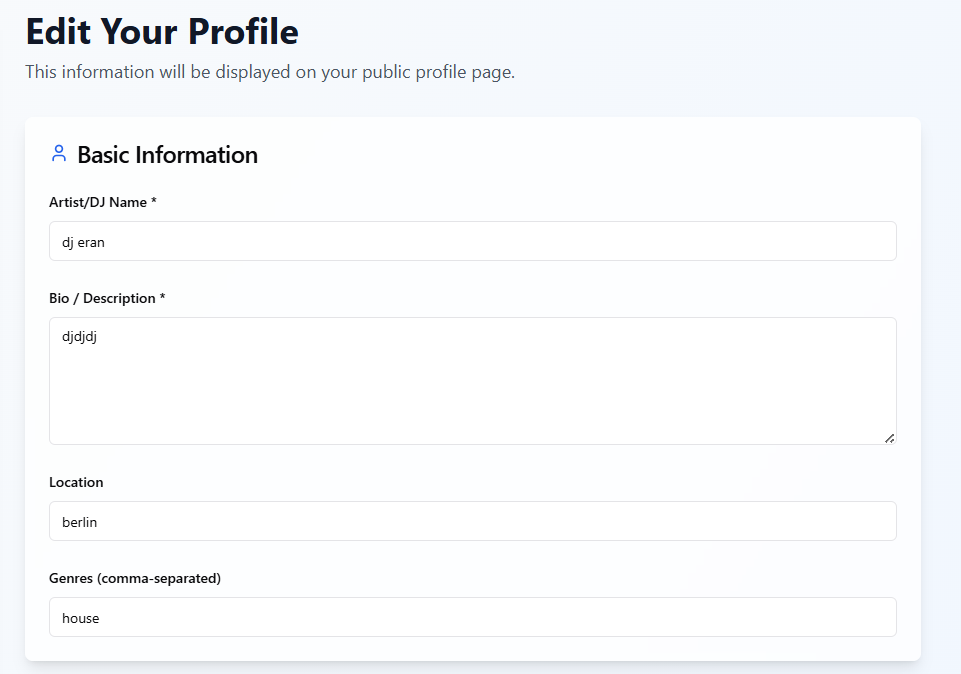 Edit Your Profile
This information will be displayed on your public profile page.
Basic Information
Artist/DJ Name *
dj eran
Bio / Description *
djdjdj
Location
berlin
Genres (comma-separated)
house